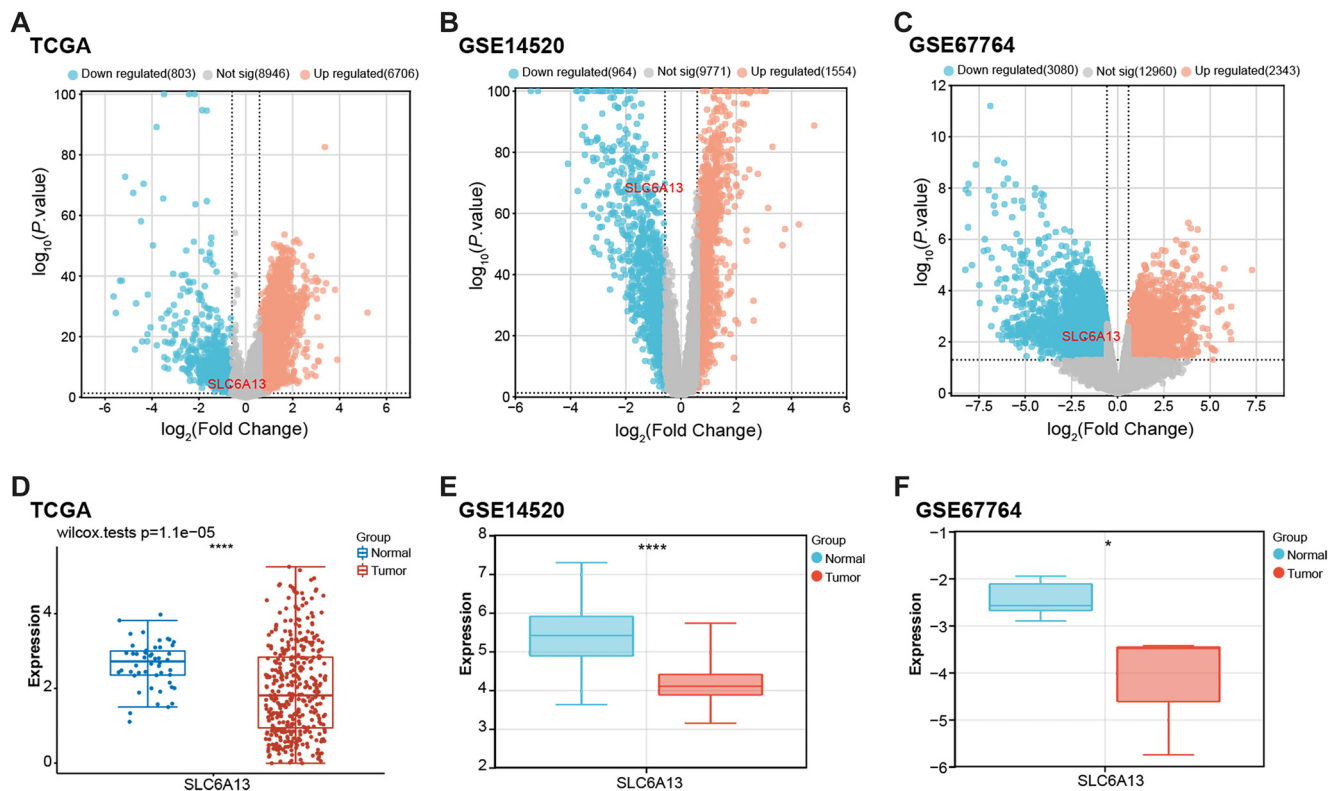 A
TCGA
Down regulated(803) Not sig(8946) Up regulated(6706)
100
80
60
40
20
0
log10(P.value)
SLC6A13
−6 −4 −2 0 2 4 6
log2(Fold Change)
B
GSE14520
Down regulated(964) Not sig(9771) Up regulated(1554)
100
80
60
40
20
0
log10(P.value)
SLC6A13
−6 −4 −2 0 2 4 6
log2(Fold Change)
C
GSE67764
Down regulated(3080) Not sig(12960) Up regulated(2343)
12
10
8
6
4
2
0
log10(P.value)
SLC6A13
−7.5 −5.0 −2.5 0.0 2.50 5.0 7.5
log2(Fold Change)
D
TCGA
wilcox.tests p=1.1e−05
****
Group
Normal
Tumor
4
2
0
Expression
SLC6A13
E
GSE14520
8
7
6
5
4
3
2
Expression
****
Group
Normal
Tumor
SLC6A13
F
GSE67764
−1
−2
−3
−4
−5
−6
Expression
*
Group
Normal
Tumor
SLC6A13